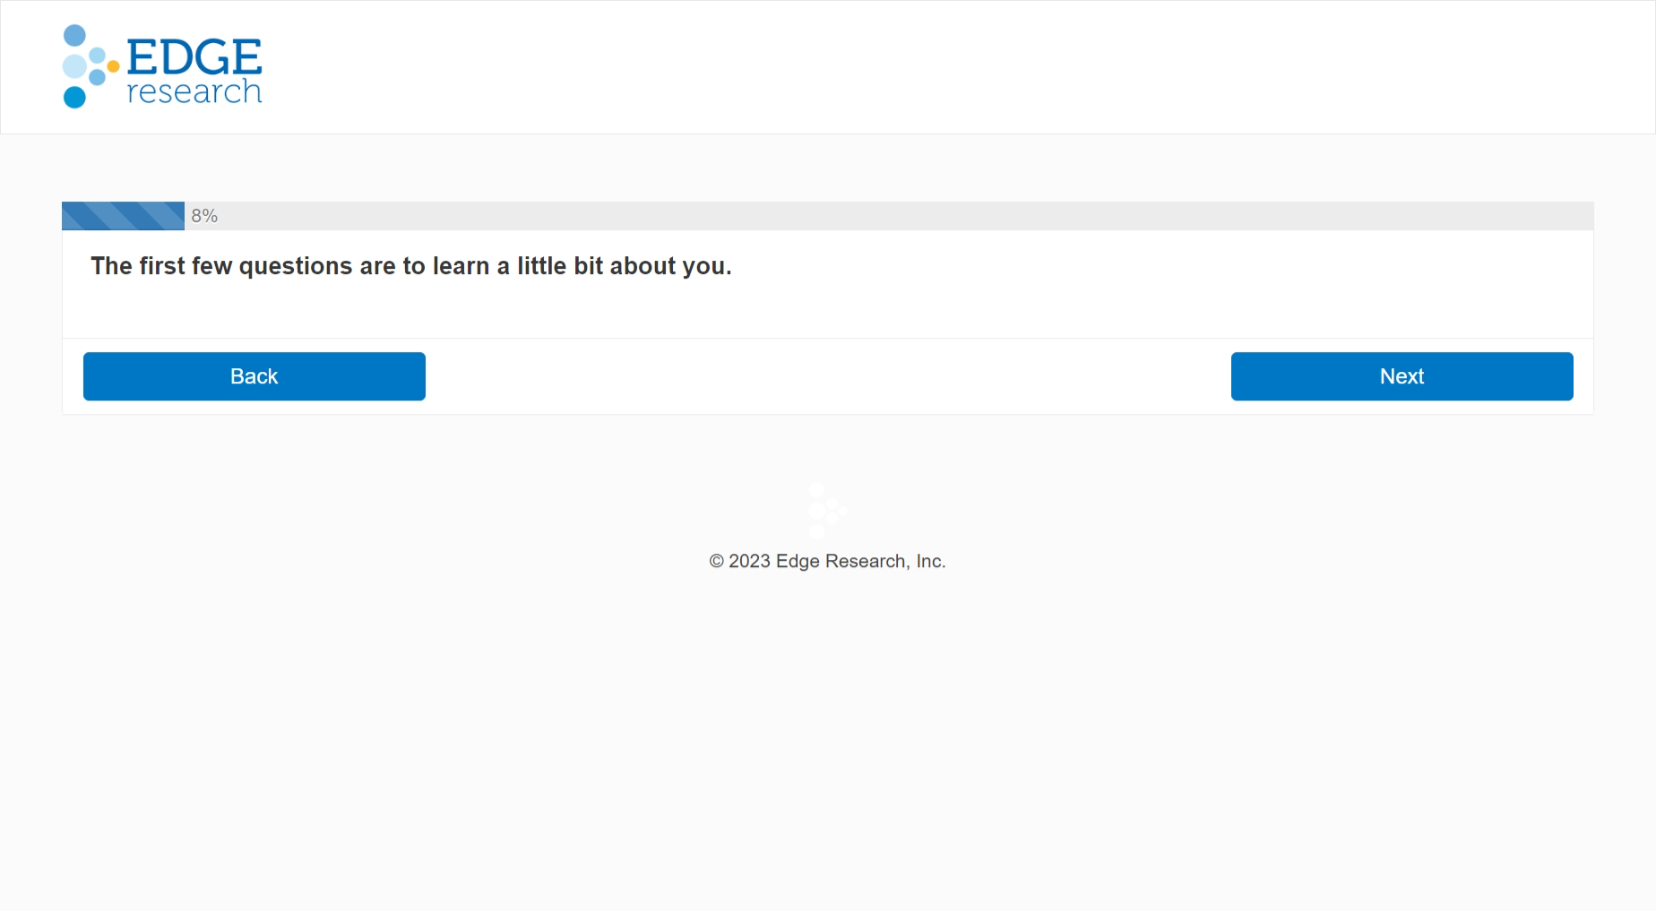 EDGE
research
8%
The first few questions are to learn a little bit about you.
Back
Next
© 2023 Edge Research, Inc.